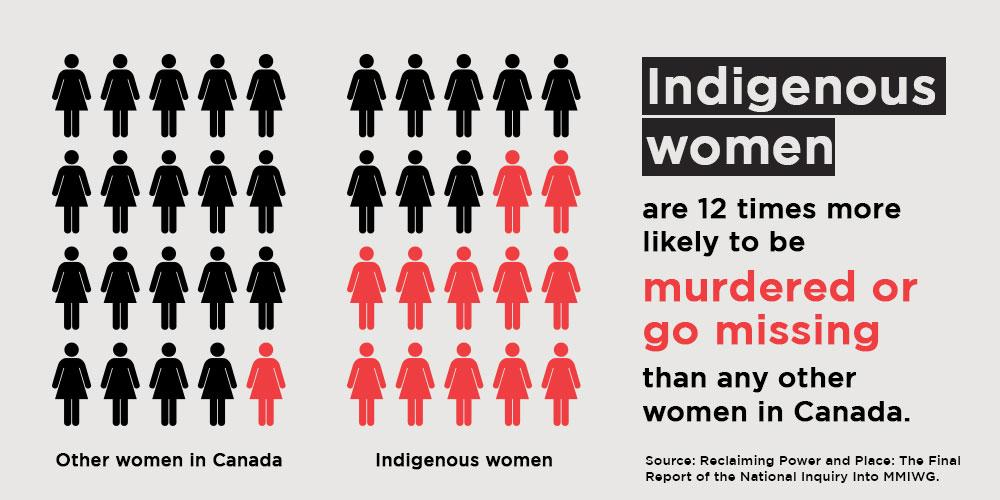 Indigenous
women
are 12 times more
likely to be
murdered or
go missing
than any other
women in Canada.
Other women in Canada
Indigenous women
Source: Reclaiming Power and Place: The Final
Report of the National Inquiry Into MMIWG.